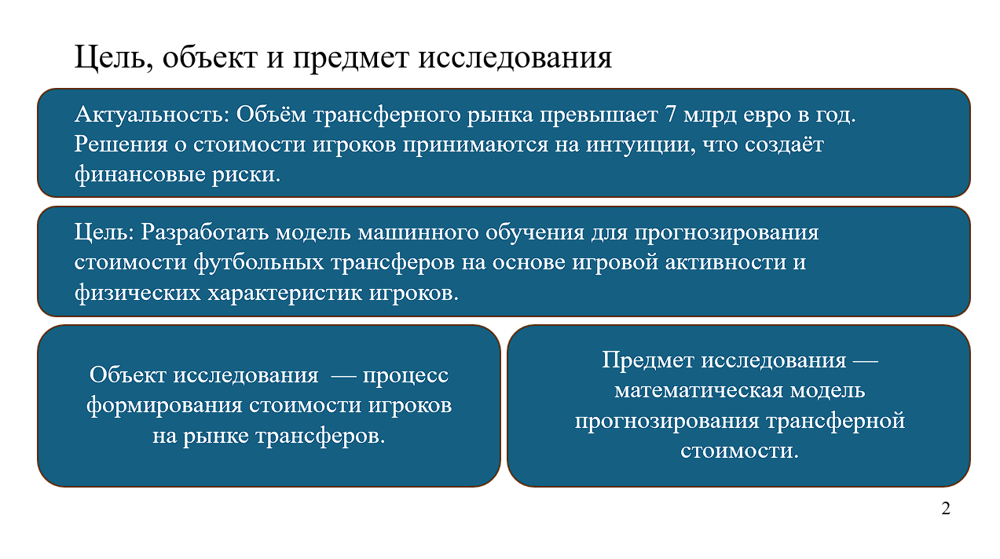 Цель, объект и предмет исследования
Актуальность: Объём трансферного рынка превышает 7 млрд евро в год.
Решения о стоимости игроков принимаются на интуиции, что создаёт
финансовые риски.
Цель: Разработать модель машинного обучения для прогнозирования
стоимости футбольных трансферов на основе игровой активности и
физических характеристик игроков.
Объект исследования  — процесс
формирования стоимости игроков
на рынке трансферов.
Предмет исследования —
математическая модель
прогнозирования трансферной
стоимости.
2